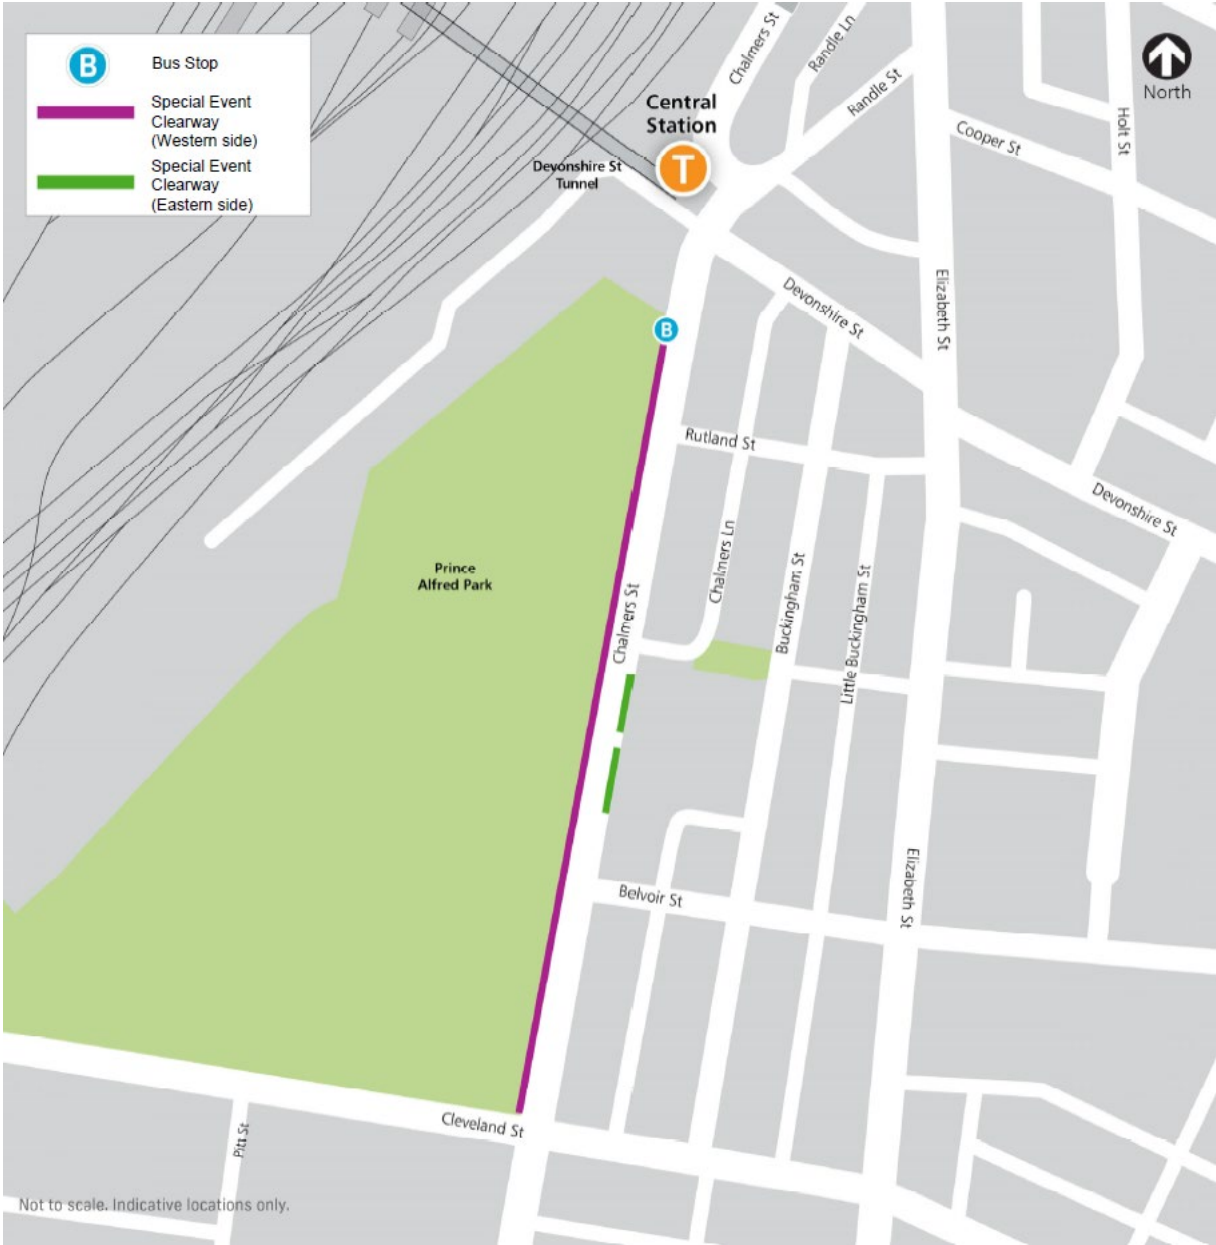 B
Bus Stop
Special Event
Clearway
(Western side)
Special Event
Clearway
(Eastern side)
Chalmers St
Randle Ln
Randle St
North
Central
Station
T
Devonshire St
Tunnel
Cooper St
Holt St
Devonshire St
Elizabeth St
B
Rutland St
Devonshire St
Prince
Alfred Park
Chalmers St
Chalmers Ln
Buckingham St
Little Buckingham St
Belvoir St
Elizabeth St
Cleveland St
Pitt St
Not to scale. Indicative locations only.